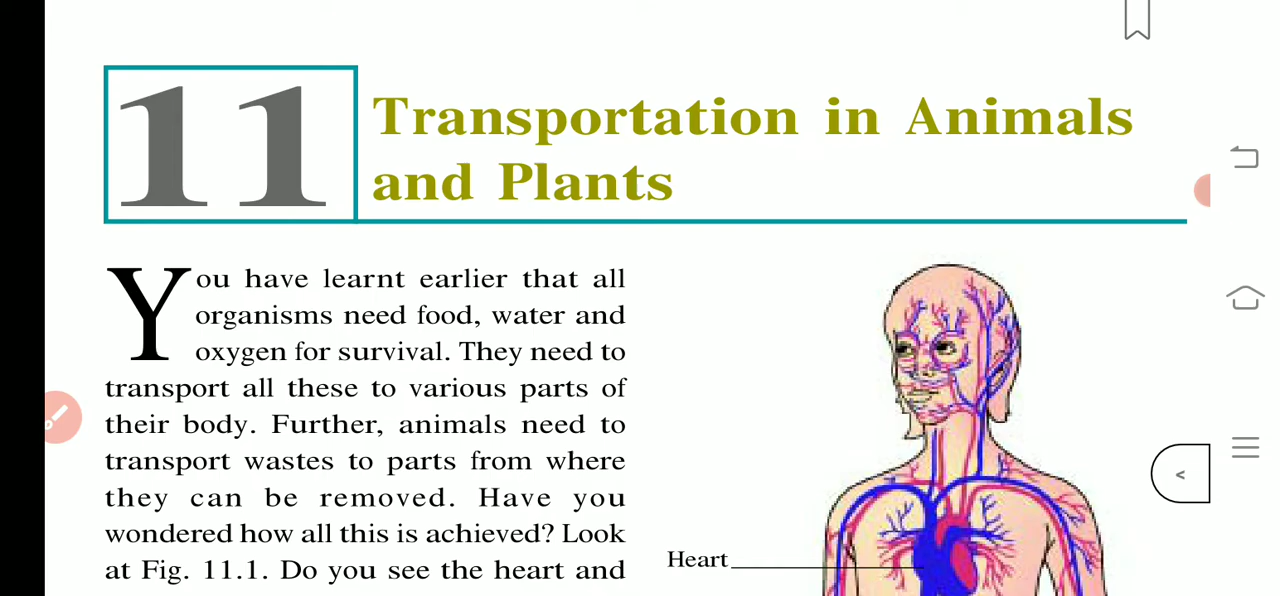 11
Transportation in Animals
and Plants
You have learnt earlier that all
organisms need food, water and
oxygen for survival. They need to
transport all these to various parts of
their body. Further, animals need to
transport wastes to parts from where
they can be removed. Have you
wondered how all this is achieved? Look
at Fig. 11.1. Do you see the heart and
Heart
<